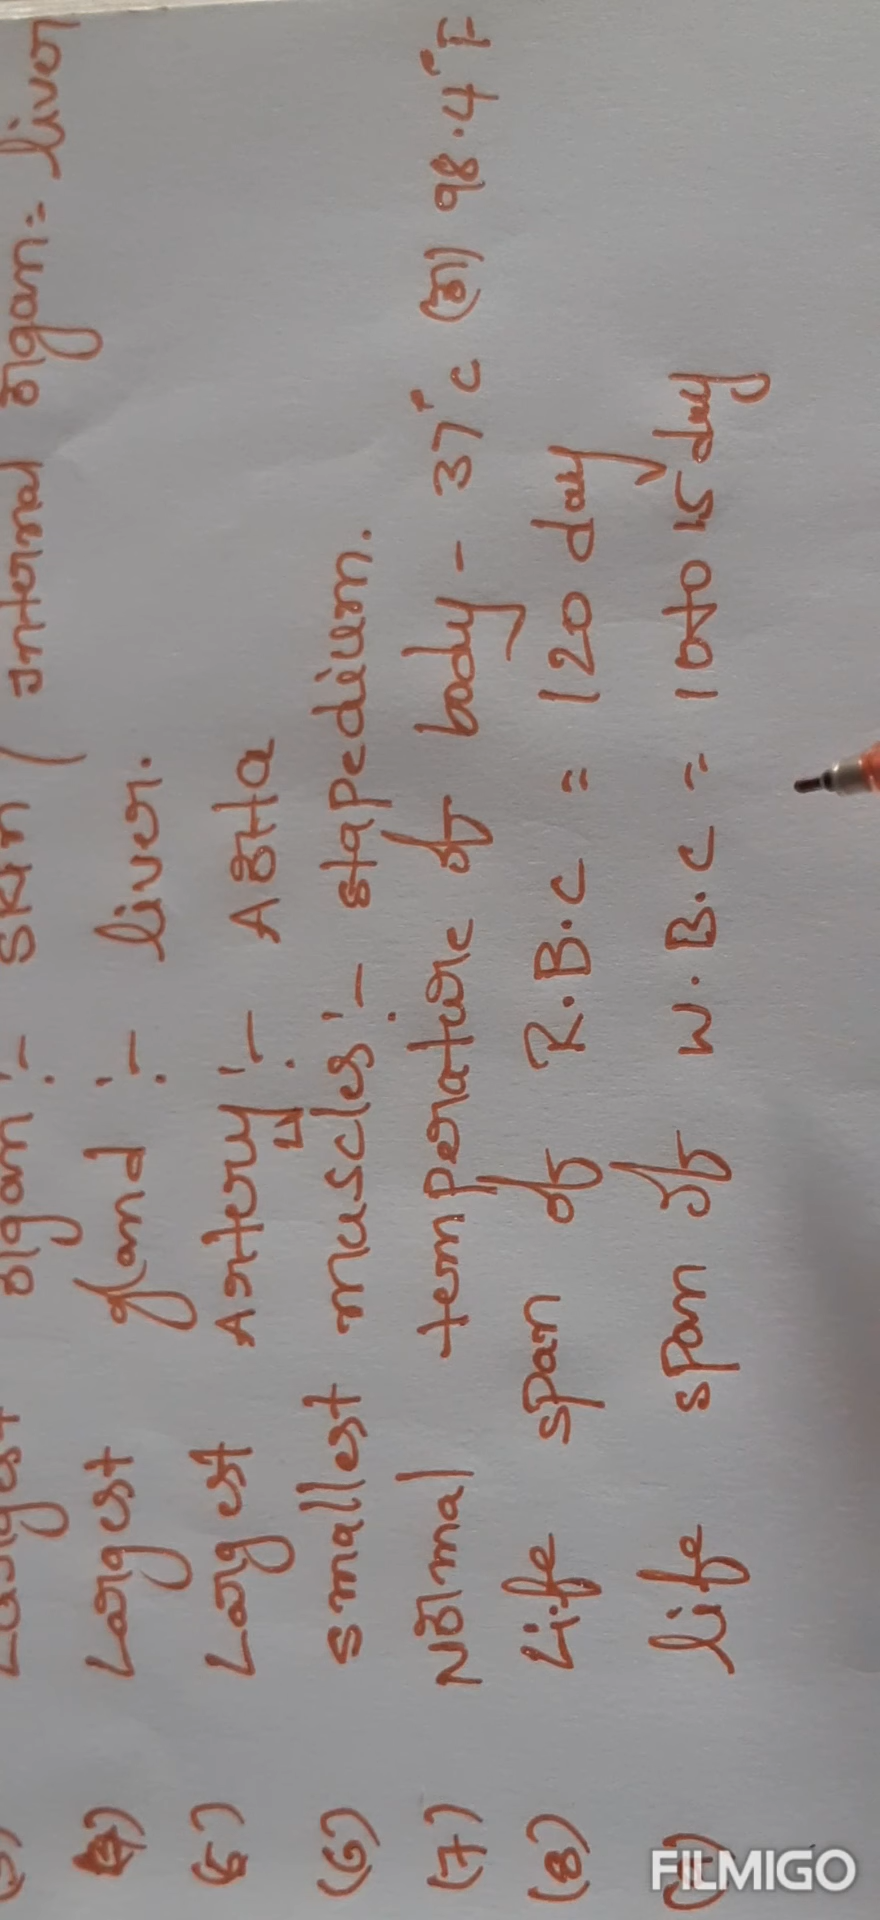 (3) Largest organ :- skin / internal organ = liver
(4) Largest gland :- liver.
(5) Largest Artery :- Aorta
(6) smallest muscles :- stapedium.
(7) Normal temperature of body - 37°c (or) 98.4°F
(8) Life span of R.B.C = 120 day
life span of W.B.C = 10 to 15 day
FILMIGO